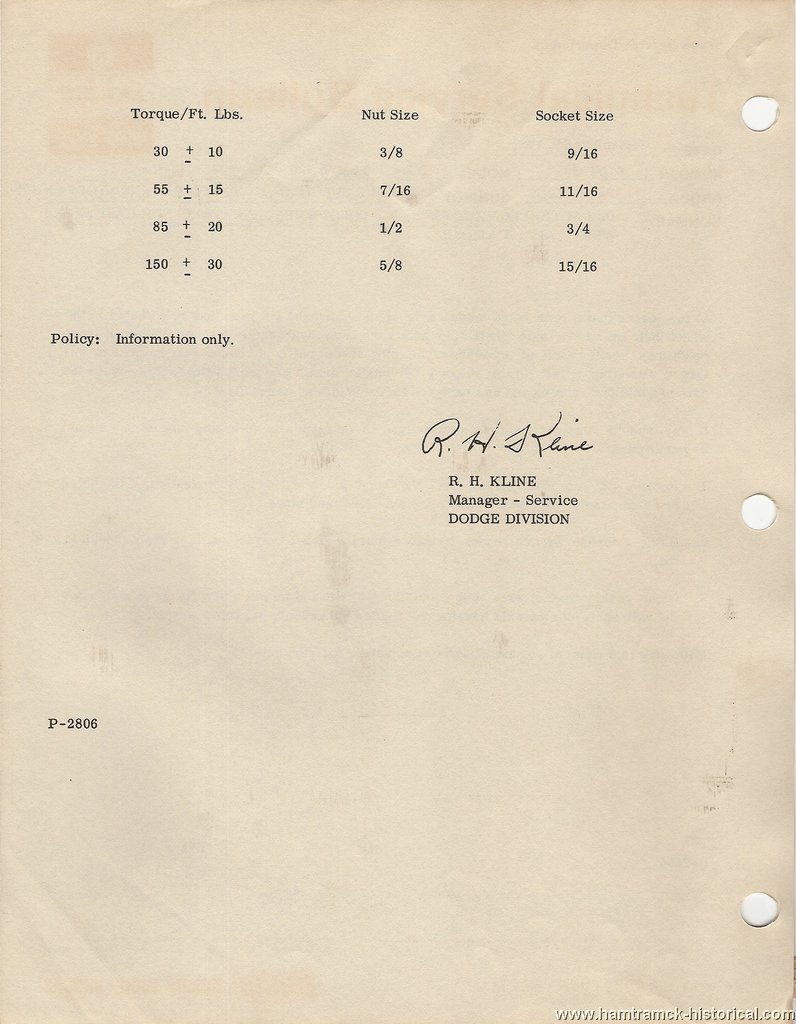 Torque/Ft. Lbs. Nut Size Socket Size
30 ± 10 3/8 9/16
55 ± 15 7/16 11/16
85 ± 20 1/2 3/4
150 ± 30 5/8 15/16
Policy: Information only.
R. H. Kline
R. H. KLINE
Manager - Service
DODGE DIVISION
P-2806
www.hamtramck-historical.com